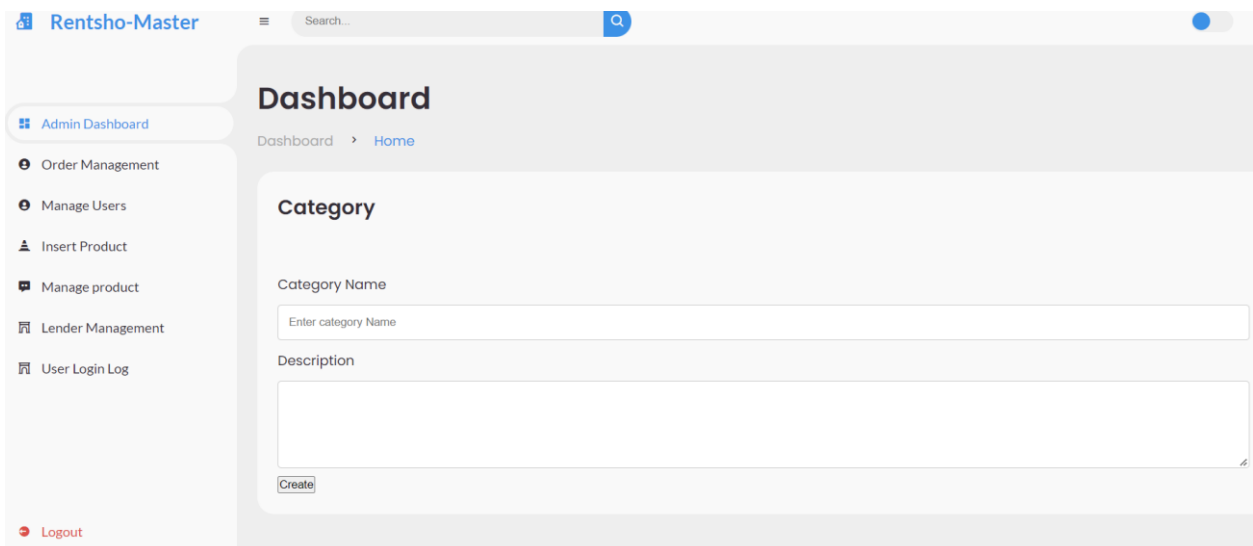 Rentsho-Master
Search...
Admin Dashboard
Order Management
Manage Users
Insert Product
Manage product
Lender Management
User Login Log
Logout
Dashboard
Dashboard > Home
Category
Category Name
Enter category Name
Description
Create